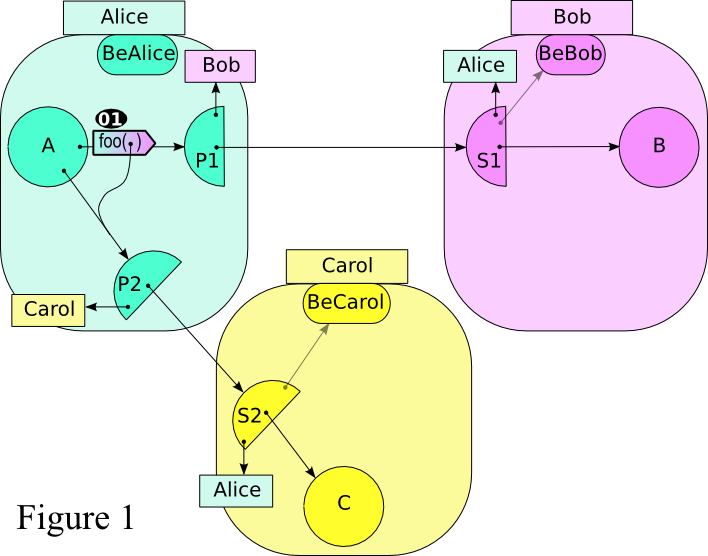 Alice
Bob
BeAlice
Bob
Alice
BeBob
01
foo( )
A
P1
S1
B
P2
Carol
Carol
BeCarol
S2
Alice
C
Figure 1